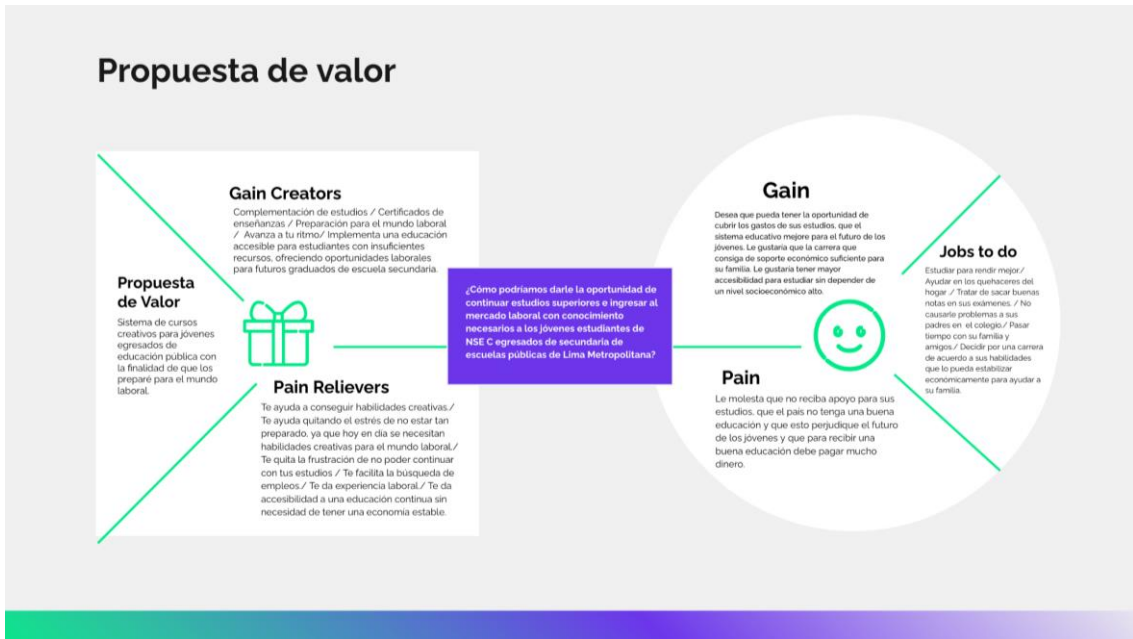 Propuesta de valor
Gain Creators
Complementación de estudios / Certificados de
enseñanzas / Preparación para el mundo laboral
/ Avanza a tu ritmo/ Implementa una educación
accesible para estudiantes con insuficientes
recursos, ofreciendo oportunidades laborales
para futuros graduados de escuela secundaria.
Propuesta
de Valor
Sistema de cursos
creativos para jóvenes
egresados de
educación pública con
la finalidad de que los
preparé para el mundo
laboral.
Pain Relievers
Te ayuda a conseguir habilidades creativas./
Te ayuda quitando el estrés de no estar tan
preparado, ya que hoy en día se necesitan
habilidades creativas para el mundo laboral./
Te quita la frustración de no poder continuar
con tus estudios / Te facilita la búsqueda de
empleos./ Te da experiencia laboral./ Te da
accesibilidad a una educación continua sin
necesidad de tener una economía estable.
¿Cómo podríamos darle la oportunidad de
continuar estudios superiores e ingresar al
mercado laboral con conocimiento
necesarios a los jóvenes estudiantes de
NSE C egresados de secundaria de
escuelas públicas de Lima Metropolitana?
Gain
Desea que pueda tener la oportunidad de
cubrir los gastos de sus estudios, que el
sistema educativo mejore para el futuro de los
jóvenes. Le gustaría que la carrera que
consiga de soporte económico suficiente para
su familia. Le gustaría tener mayor
accesibilidad para estudiar sin depender de
un nivel socioeconómico alto.
Jobs to do
Estudiar para rendir mejor./
Ayudar en los quehaceres del
hogar ./ Tratar de sacar buenas
notas en sus exámenes. / No
causarle problemas a sus
padres en el colegio./ Pasar
tiempo con su familia y
amigos./ Decidir por una carrera
de acuerdo a sus habilidades
que lo pueda estabilizar
económicamente para ayudar a
su familia.
Pain
Le molesta que no reciba apoyo para sus
estudios, que el país no tenga una buena
educación y que esto perjudique el futuro
de los jóvenes y que para recibir una
buena educación debe pagar mucho
dinero.